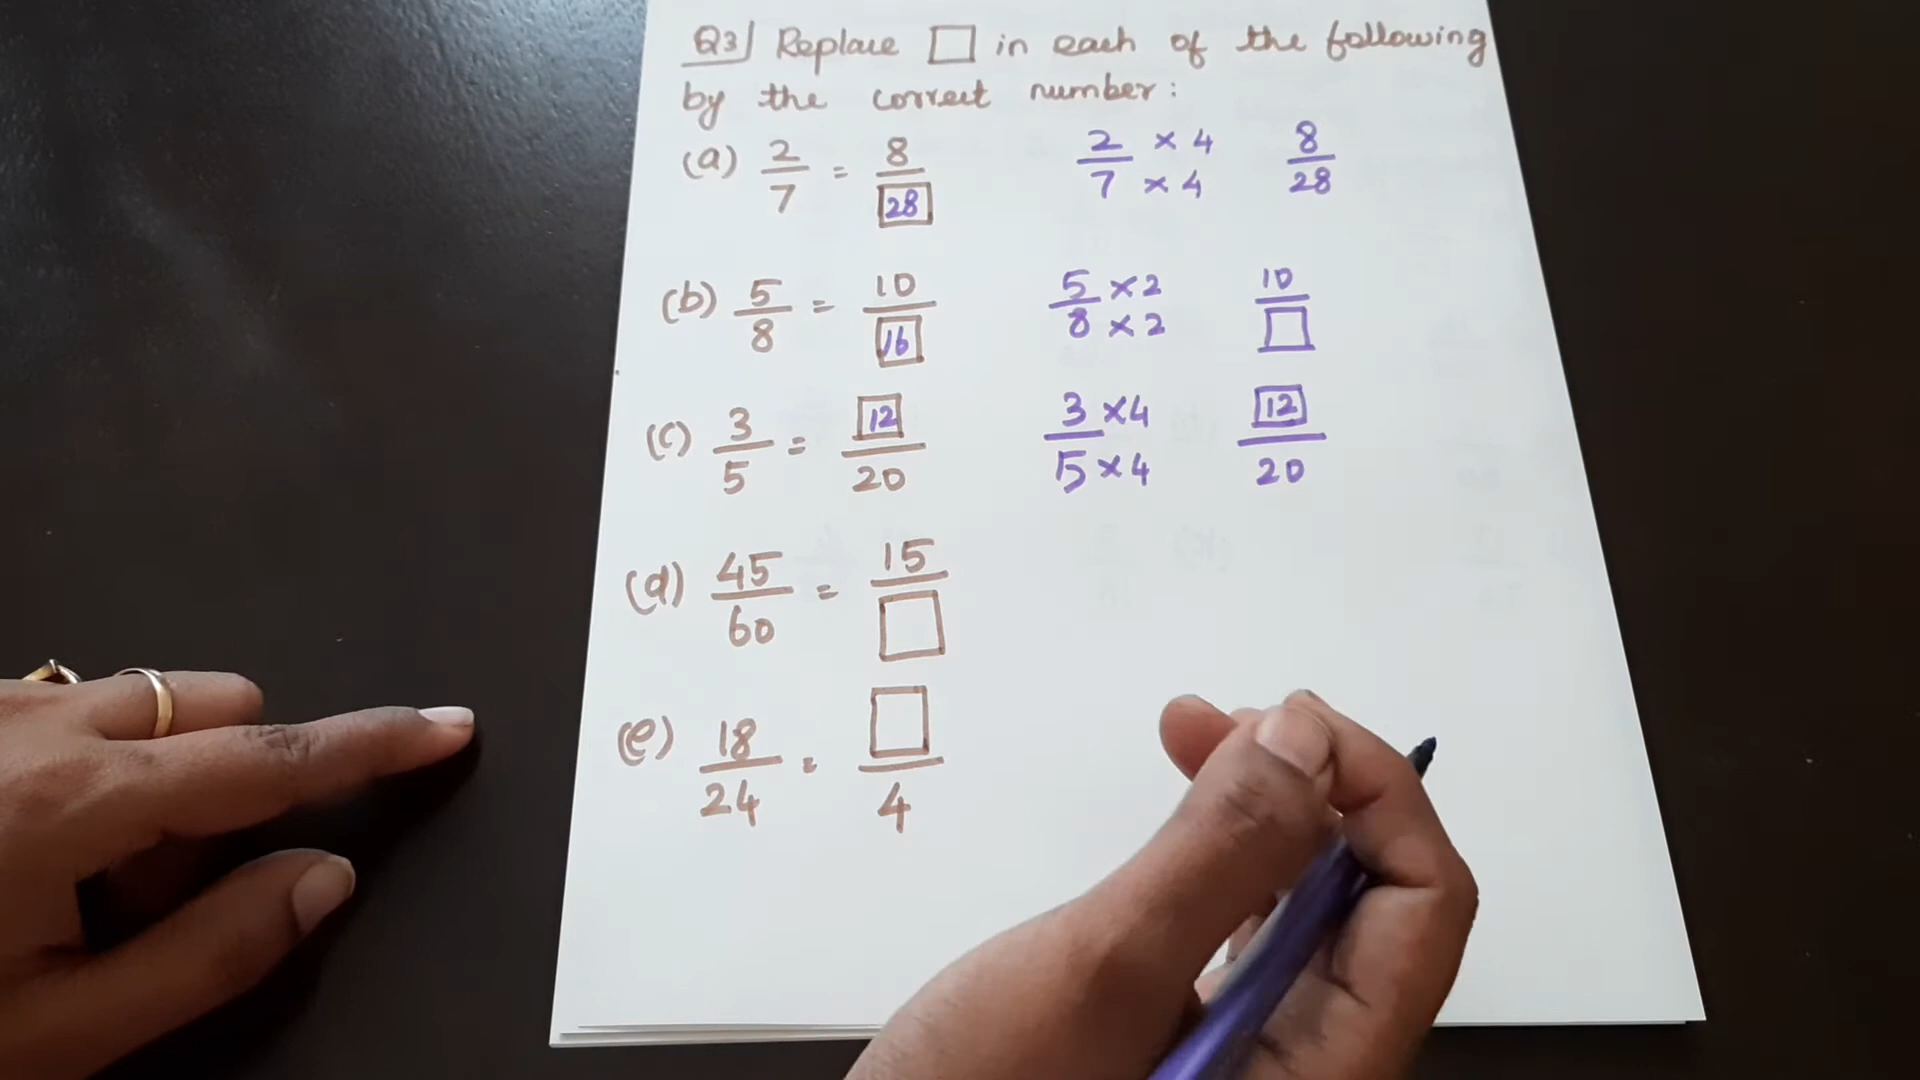 Q3 Replace □ in each of the following
by the correct number:
(a) 2/7 = 8/28 2 × 4 / 7 × 4 8/28
(b) 5/8 = 10/16 5 × 2 / 8 × 2 10/□
(c) 3/5 = 12/20 3 × 4 / 5 × 4 12/20
(d) 45/60 = 15/□
(e) 18/24 = □/4